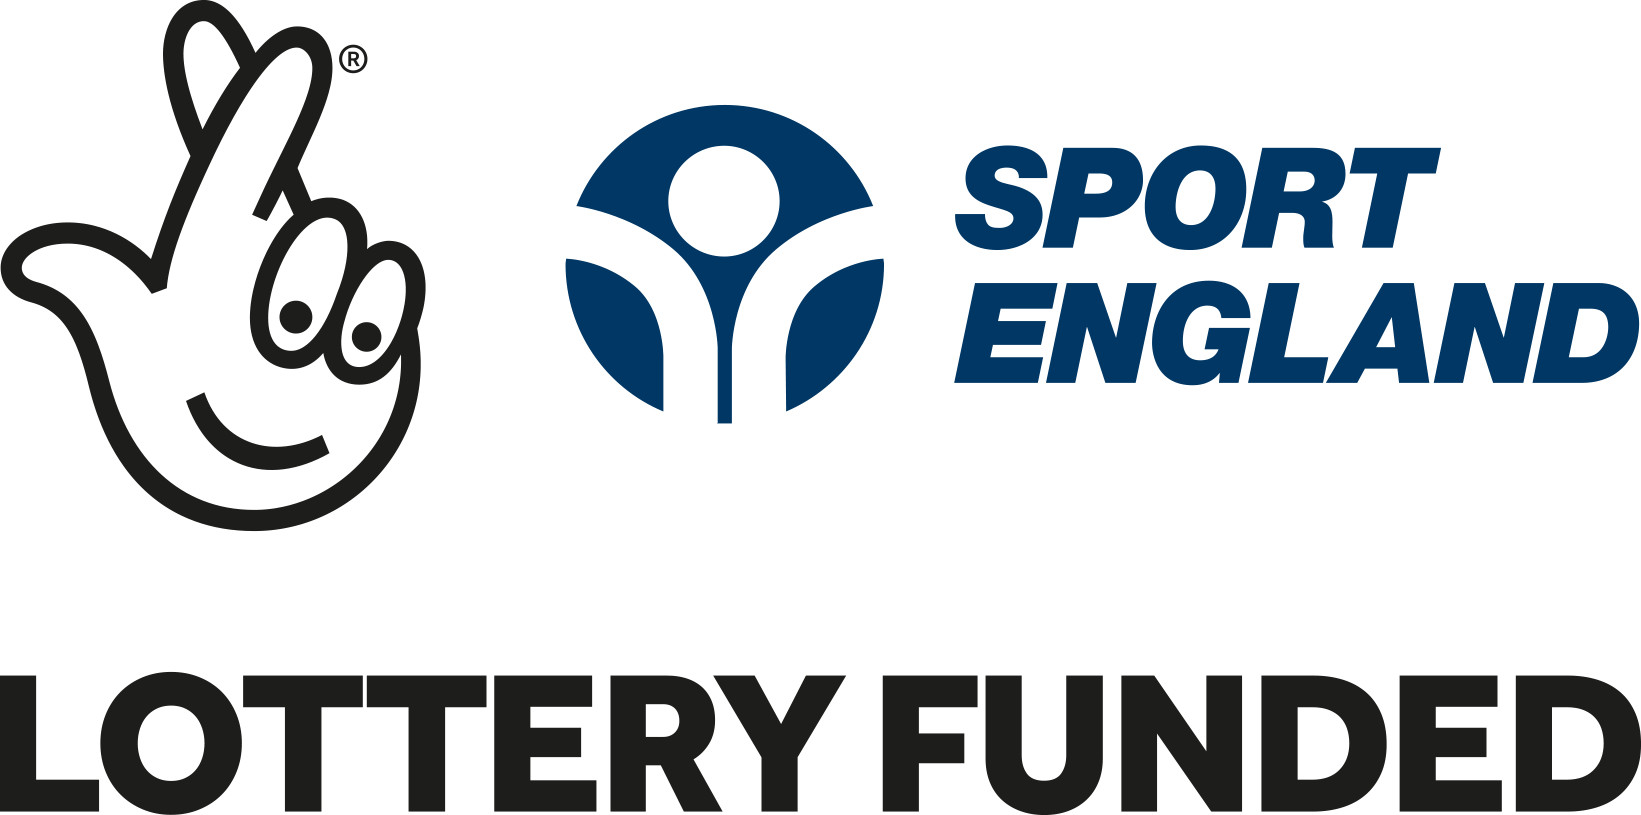 ®
SPORT
ENGLAND
LOTTERY FUNDED